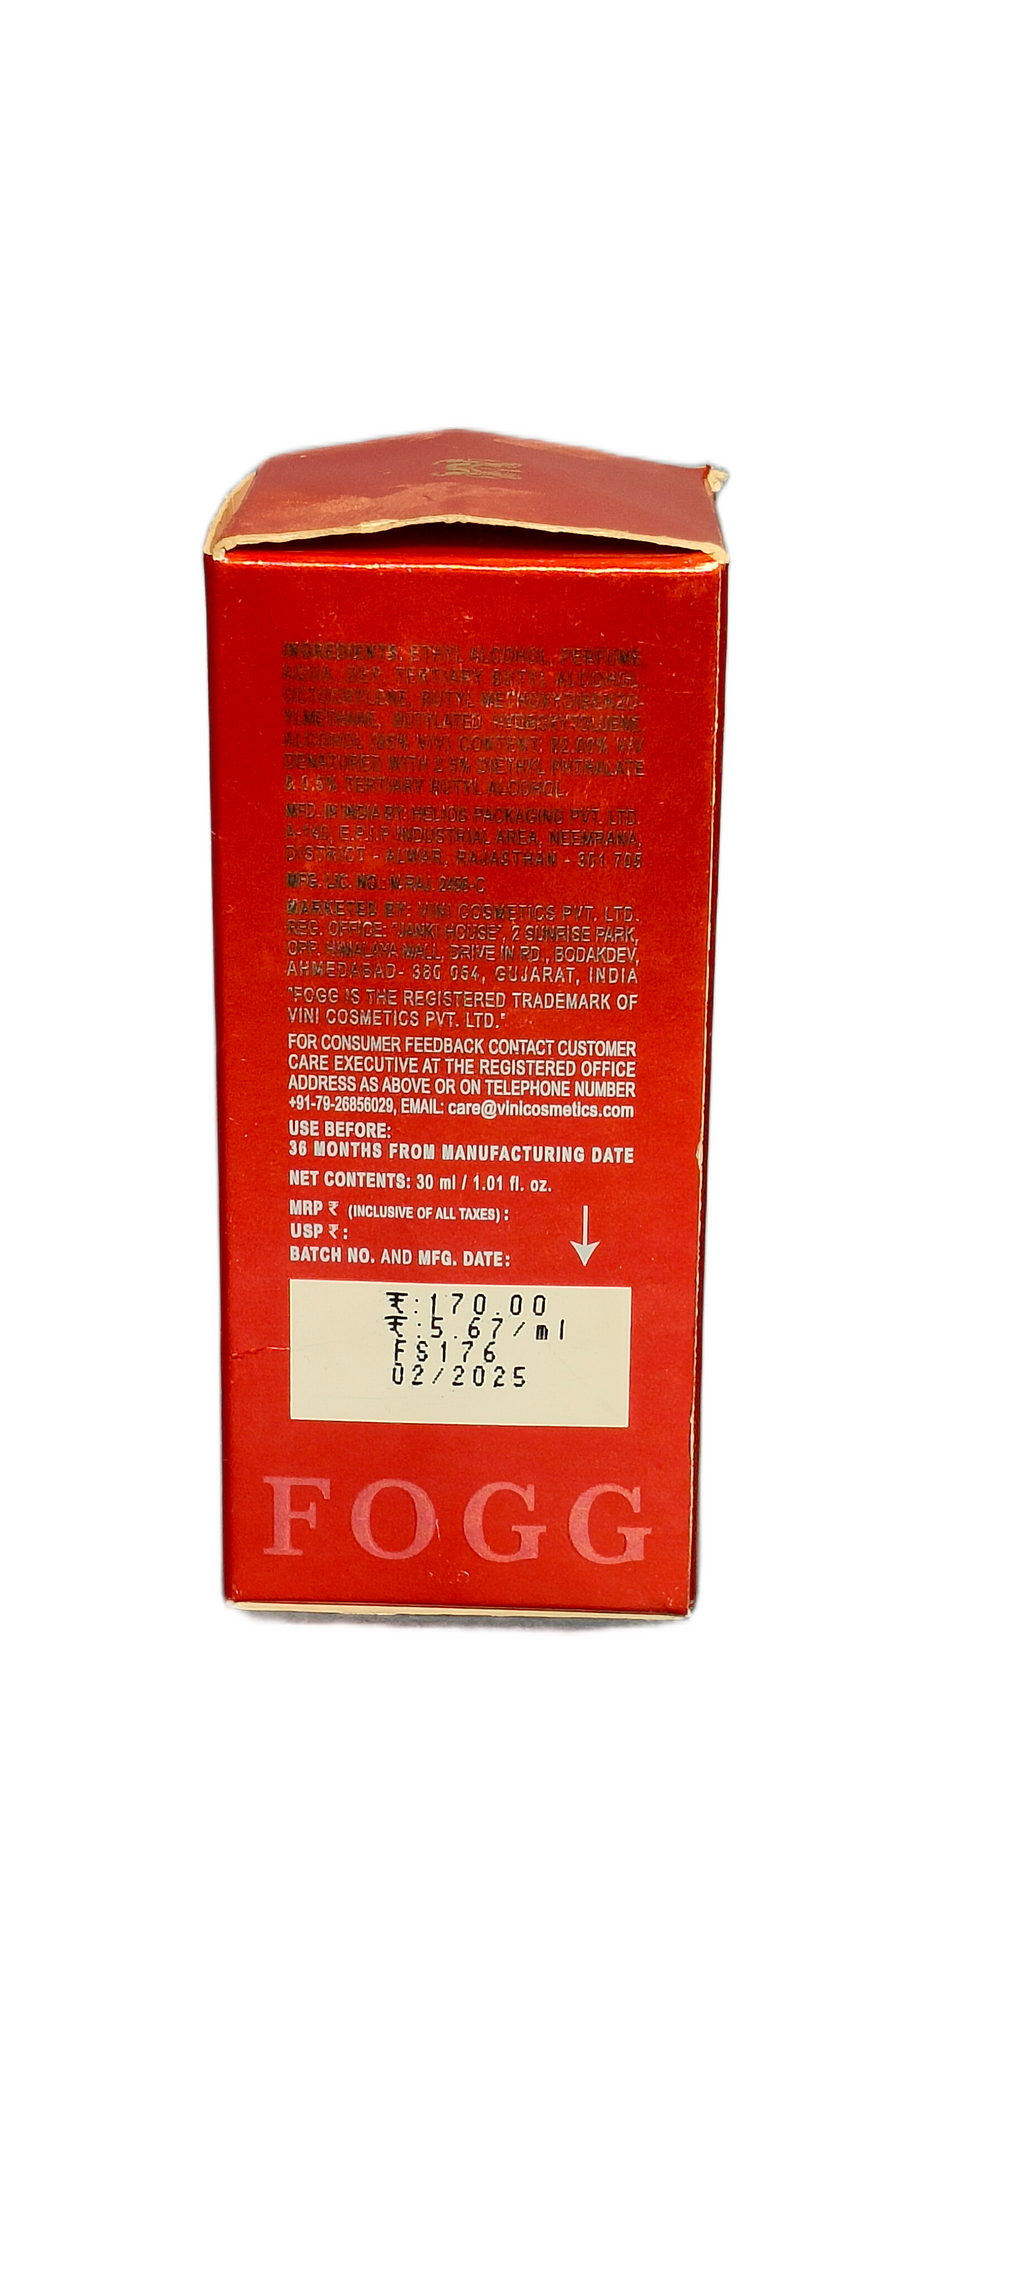 INGREDIENTS: ETHYL ALCOHOL, PERFUME,
AQUA, DEP, TERTIARY BUTYL ALCOHOL,
OCTOCRYLENE, BUTYL METHOXYDIBENZO-
YLMETHANE, BUTYLATED HYDROXYTOLUENE
ALCOHOL (95% V/V) CONTENT: V/V
DENATURED WITH 2.5% DIETHYL PHTHALATE
& 0.5% TERTIARY BUTYL ALCOHOL.
MFD. IN INDIA BY: HELIOS PACKAGING PVT. LTD.
E.P.I.P INDUSTRIAL AREA, NEEMRANA,
DISTRICT - ALWAR, RAJASTHAN - 301 705
MFG. LIC. NO.:
MARKETED BY: VINI COSMETICS PVT. LTD.
REG. OFFICE: "JANKI HOUSE", 2 SUNRISE PARK,
OPP. HIMALAYA MALL, DRIVE IN RD., BODAKDEV,
AHMEDABAD- 380 054, GUJARAT, INDIA
"FOGG IS THE REGISTERED TRADEMARK OF
VINI COSMETICS PVT. LTD."
FOR CONSUMER FEEDBACK CONTACT CUSTOMER
CARE EXECUTIVE AT THE REGISTERED OFFICE
ADDRESS AS ABOVE OR ON TELEPHONE NUMBER
+91-79-26856029, EMAIL: care@vinicosmetics.com
USE BEFORE:
36 MONTHS FROM MANUFACTURING DATE
NET CONTENTS: 30 ml / 1.01 fl. oz.
MRP ₹ (INCLUSIVE OF ALL TAXES) :
USP ₹ :
BATCH NO. AND MFG. DATE:
₹:170.00
₹:5.67/ml
FS176
02/2025
FOGG